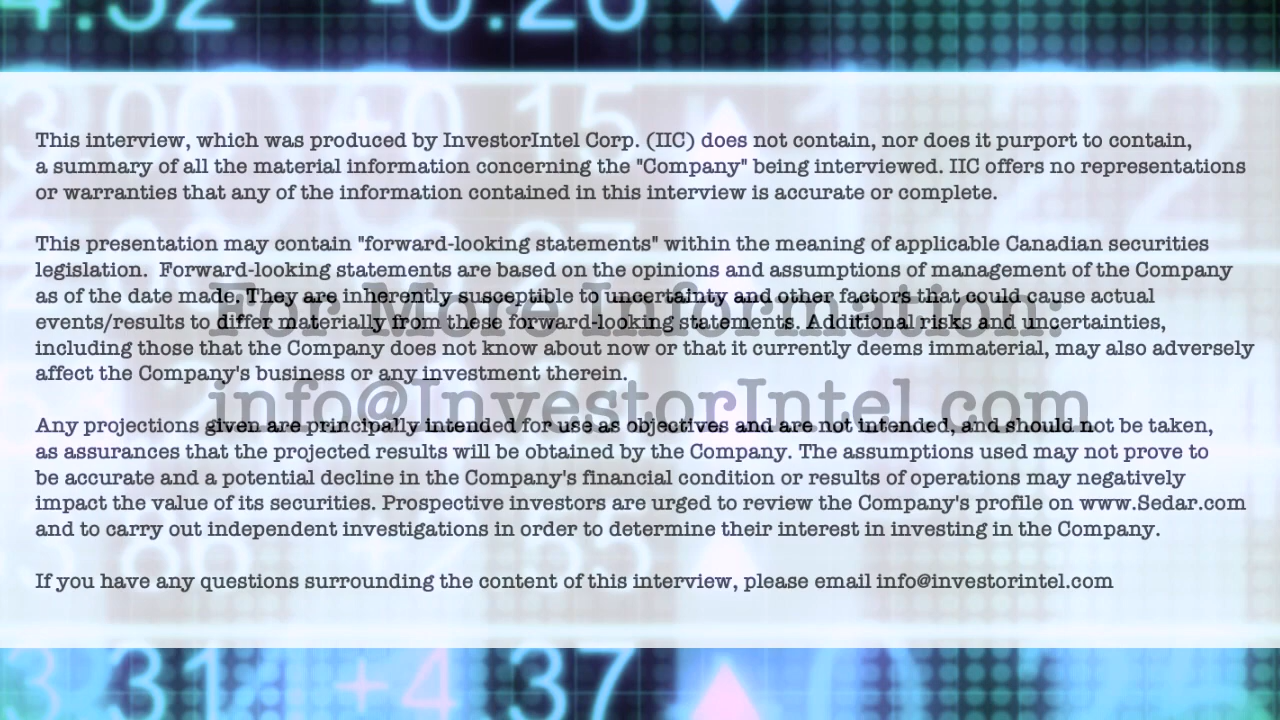 4.32 -0.26
3.00 +0.15 122
This interview, which was produced by InvestorIntel Corp. (IIC) does not contain, nor does it purport to contain,
a summary of all the material information concerning the "Company" being interviewed. IIC offers no representations
or warranties that any of the information contained in this interview is accurate or complete.
This presentation may contain "forward-looking statements" within the meaning of applicable Canadian securities
legislation.  Forward-looking statements are based on the opinions and assumptions of management of the Company
as of the date made. They are inherently susceptible to uncertainty and other factors that could cause actual
events/results to differ materially from these forward-looking statements. Additional risks and uncertainties,
including those that the Company does not know about now or that it currently deems immaterial, may also adversely
affect the Company's business or any investment therein.
For More Information:
info@InvestorIntel.com
Any projections given are principally intended for use as objectives and are not intended, and should not be taken,
as assurances that the projected results will be obtained by the Company. The assumptions used may not prove to
be accurate and a potential decline in the Company's financial condition or results of operations may negatively
impact the value of its securities. Prospective investors are urged to review the Company's profile on www.Sedar.com
and to carry out independent investigations in order to determine their interest in investing in the Company.
If you have any questions surrounding the content of this interview, please email info@investorintel.com
3.31 +4.37